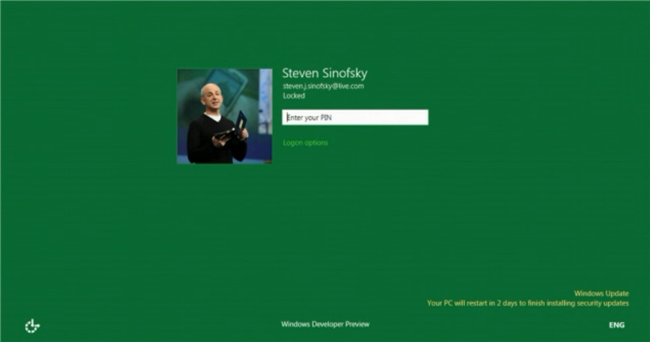 Steven Sinofsky
steven.j.sinofsky@live.com
Locked
Enter your PIN
Logon options
Windows Update
Your PC will restart in 2 days to finish installing security updates
Windows Developer Preview
ENG